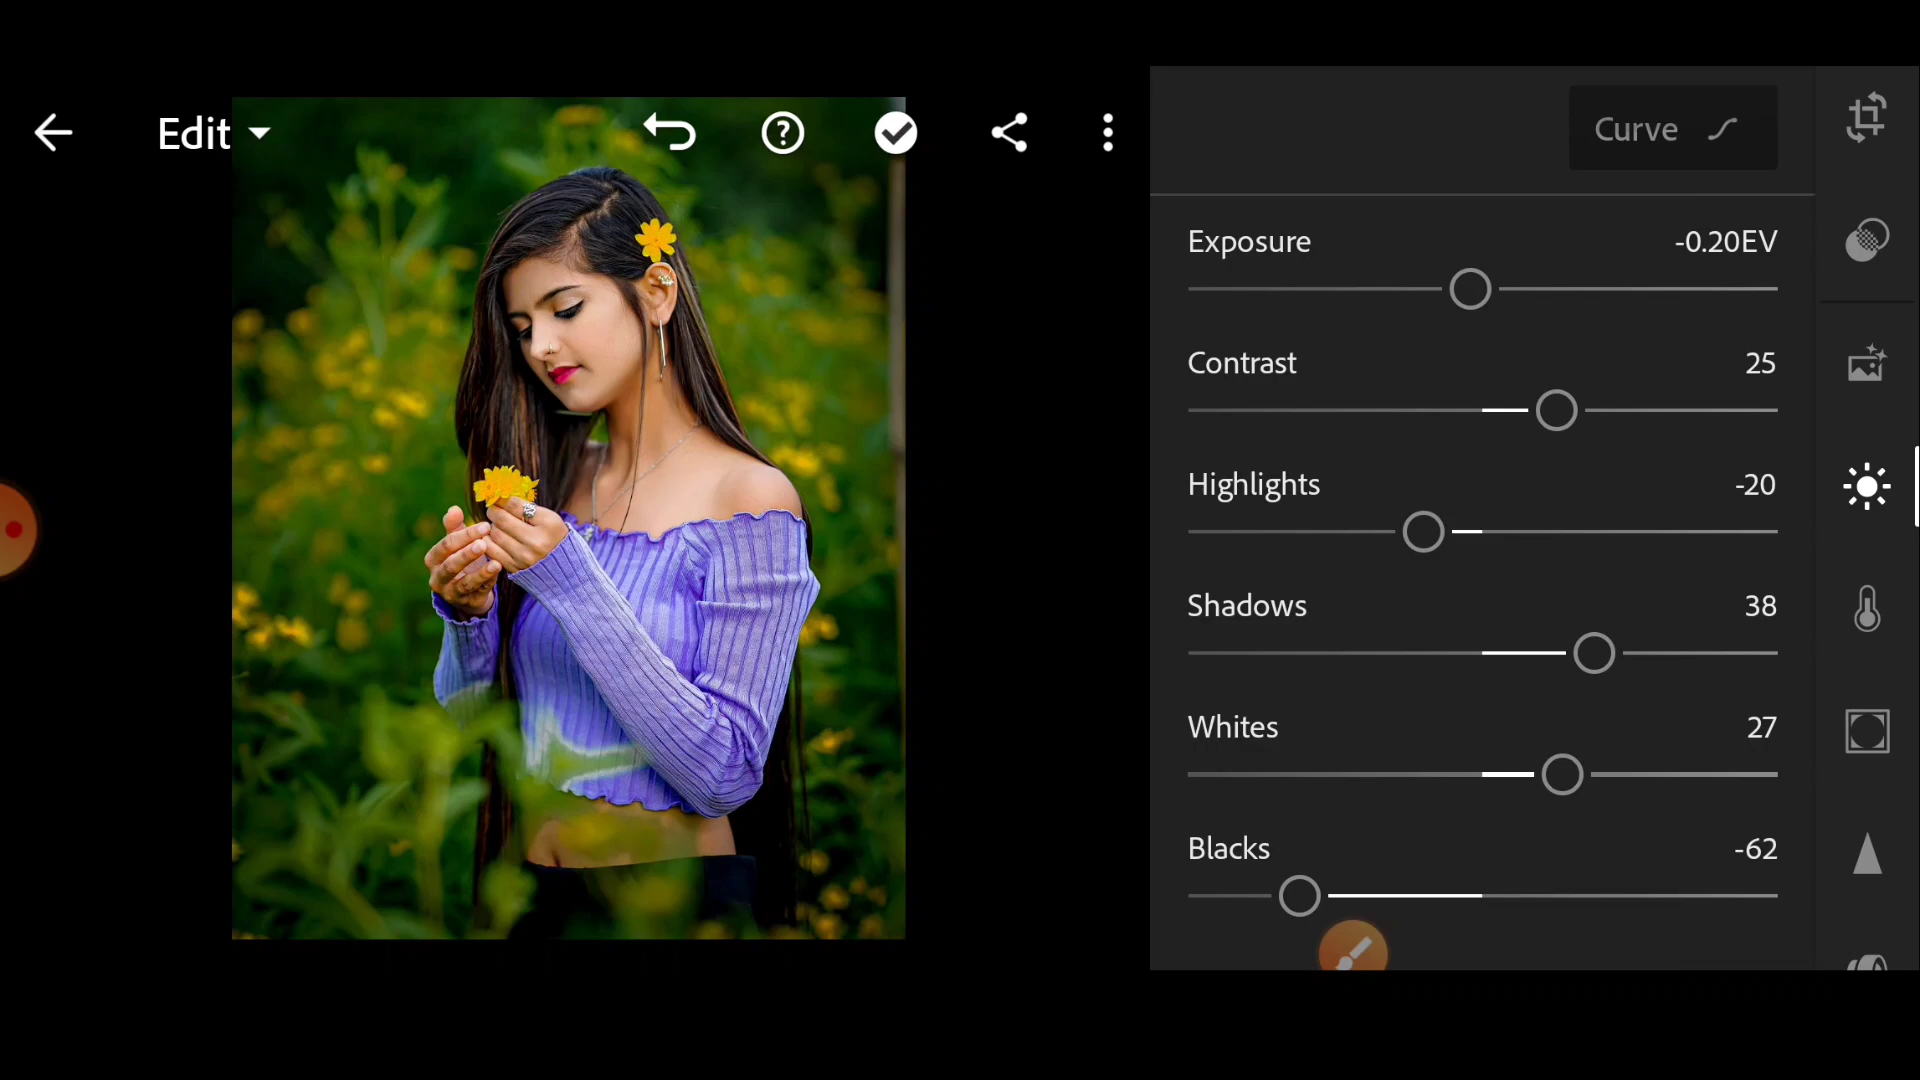 Edit
Curve
Exposure -0.20EV
Contrast 25
Highlights -20
Shadows 38
Whites 27
Blacks -62